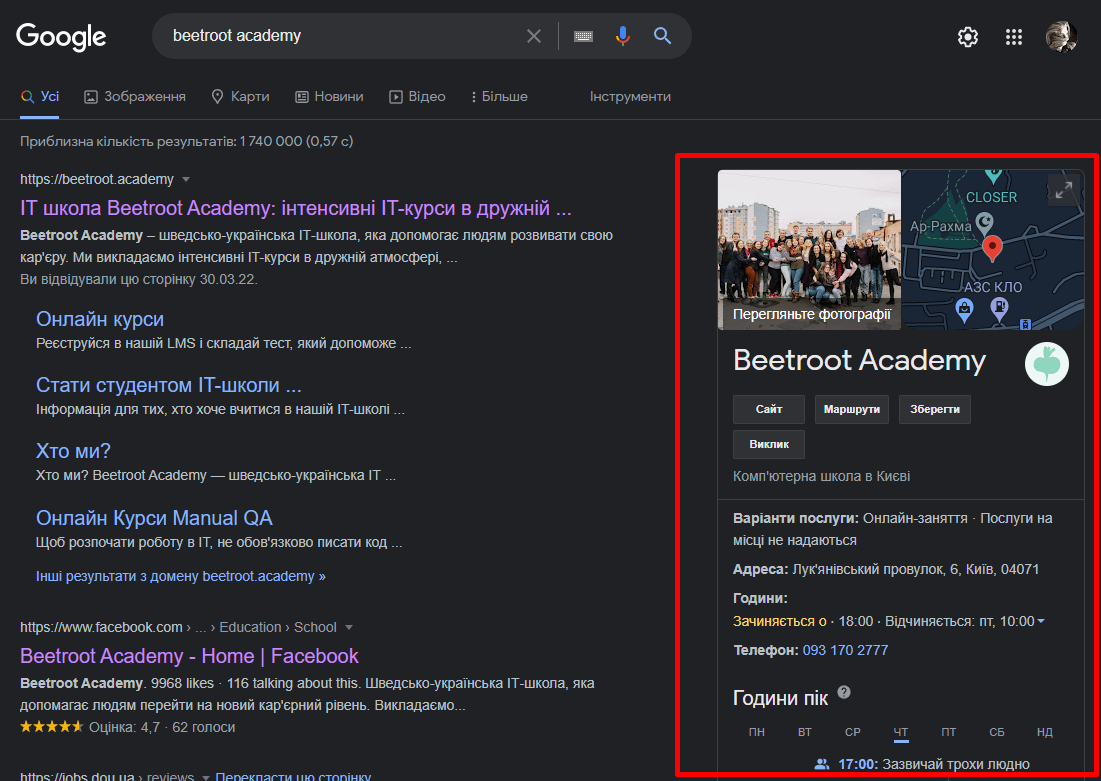 Google
beetroot academy
Усі
Зображення
Карти
Новини
Відео
Більше
Інструменти
Приблизна кількість результатів: 1 740 000 (0,57 с)
https://beetroot.academy
ІТ школа Beetroot Academy: інтенсивні ІТ-курси в дружній ...
Beetroot Academy – шведсько-українська ІТ-школа, яка допомогає людям розвивати свою
кар'єру. Ми викладаємо інтенсивні ІТ-курси в дружній атмосфері, ...
Ви відвідували цю сторінку 30.03.22.
Онлайн курси
Реєструйся в нашій LMS і складай тест, який допоможе ...
Стати студентом ІТ-школи ...
Інформація для тих, хто хоче вчитися в нашій ІТ-школі ...
Хто ми?
Хто ми? Beetroot Academy — шведсько-українська ІТ ...
Онлайн Курси Manual QA
Щоб розпочати роботу в ІТ, не обов'язково писати код ...
Інші результати з домену beetroot.academy »
https://www.facebook.com › ... › Education › School
Beetroot Academy - Home | Facebook
Beetroot Academy. 9968 likes · 116 talking about this. Шведсько-українська ІТ-школа, яка
допомагає людям перейти на новий кар'єрний рівень. Викладаємо...
Оцінка: 4,7 · 62 голоси
https://jobs.dou.ua › reviews Перекласти цю сторінку
CLOSER
Ар-Рахма
АЗС КЛО
Перегляньте фотографії
Beetroot Academy
Сайт
Маршрути
Зберегти
Виклик
Комп'ютерна школа в Києві
Варіанти послуги: Онлайн-заняття · Послуги на
місці не надаються
Адреса: Лук'янівський провулок, 6, Київ, 04071
Години:
Зачиняється о · 18:00 · Відчиняється: пт, 10:00
Телефон: 093 170 2777
Години пік ?
ПН ВТ СР ЧТ ПТ СБ НД
17:00: Зазвичай трохи людно